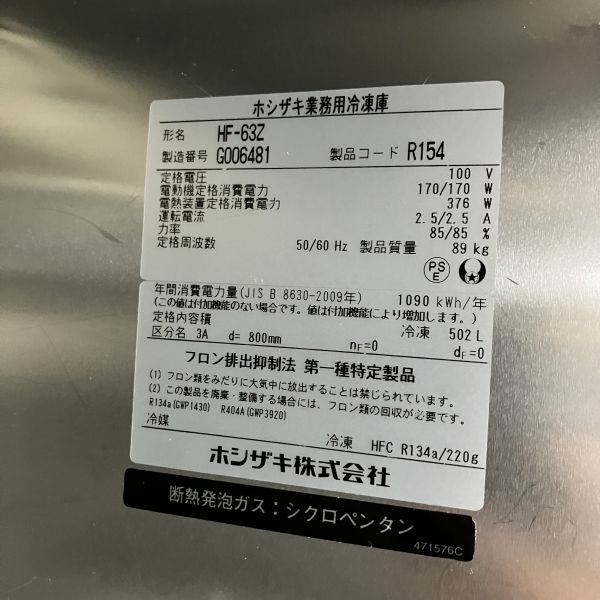 ホシザキ業務用冷凍庫
形名 HF-63Z
製造番号 G006481 製品コード R154
定格電圧 100 V
電動機定格消費電力 170/170 W
電熱装置定格消費電力 376 W
運転電流 2.5/2.5 A
力率 85/85 %
定格周波数 50/60 Hz 製品質量 89 kg
PS E
年間消費電力量(JIS B 8630-2009年) 1090 kWh/年
(この値は付加機能のない場合です。値は付加機能により増加します。)
定格内容積 冷凍 502 L
区分名 3A d= 800mm nF=0 dF=0
フロン排出抑制法 第一種特定製品
(1) フロン類をみだりに大気中に放出することは禁じられています。
(2) この製品を廃棄・整備する場合には、フロン類の回収が必要です。
R134a(GWP1430) R404A(GWP3920)
冷媒 冷凍 HFC R134a/220g
ホシザキ株式会社
断熱発泡ガス：シクロペンタン
471576C